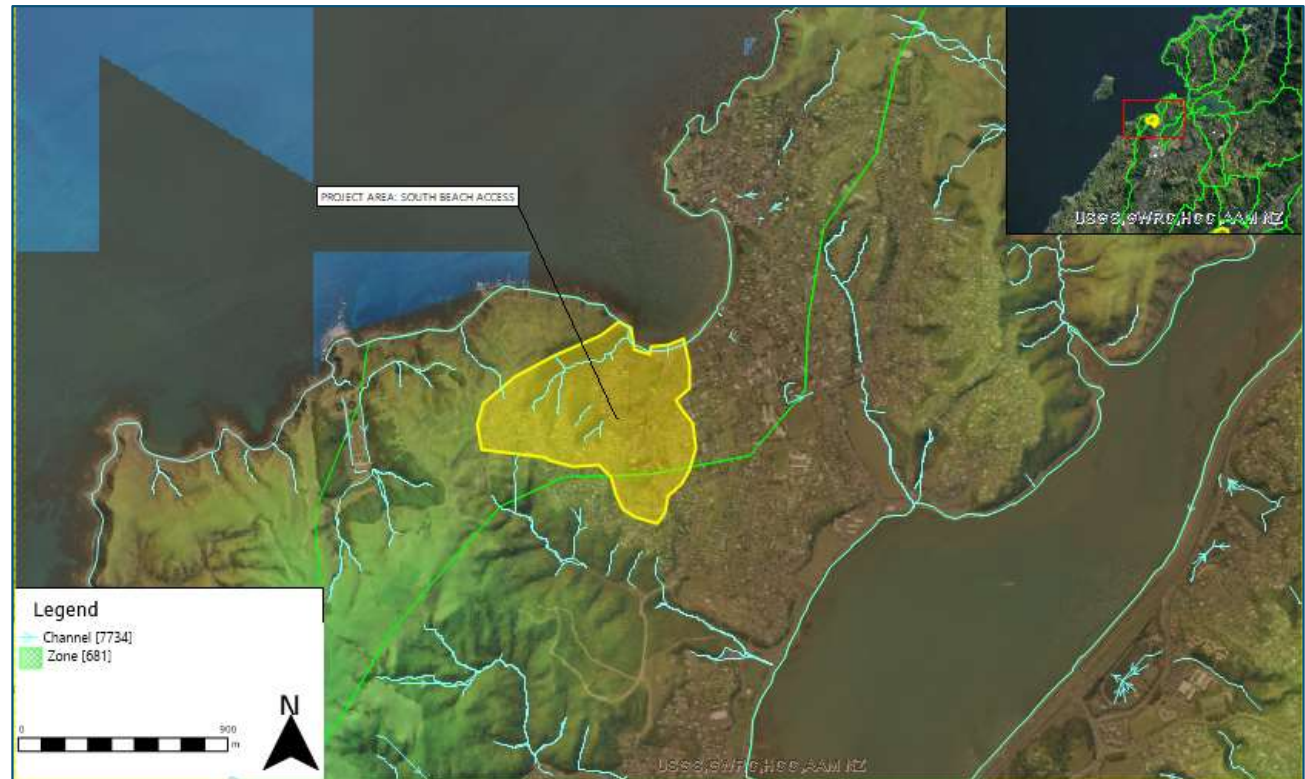 PROJECT AREA: SOUTH BEACH ACCESS
USGS,GWRC,HCC,AAM NZ
Legend
Channel [7734]
Zone [681]
0 900
m
N
USGS,GWRC,HCC,AAM NZ